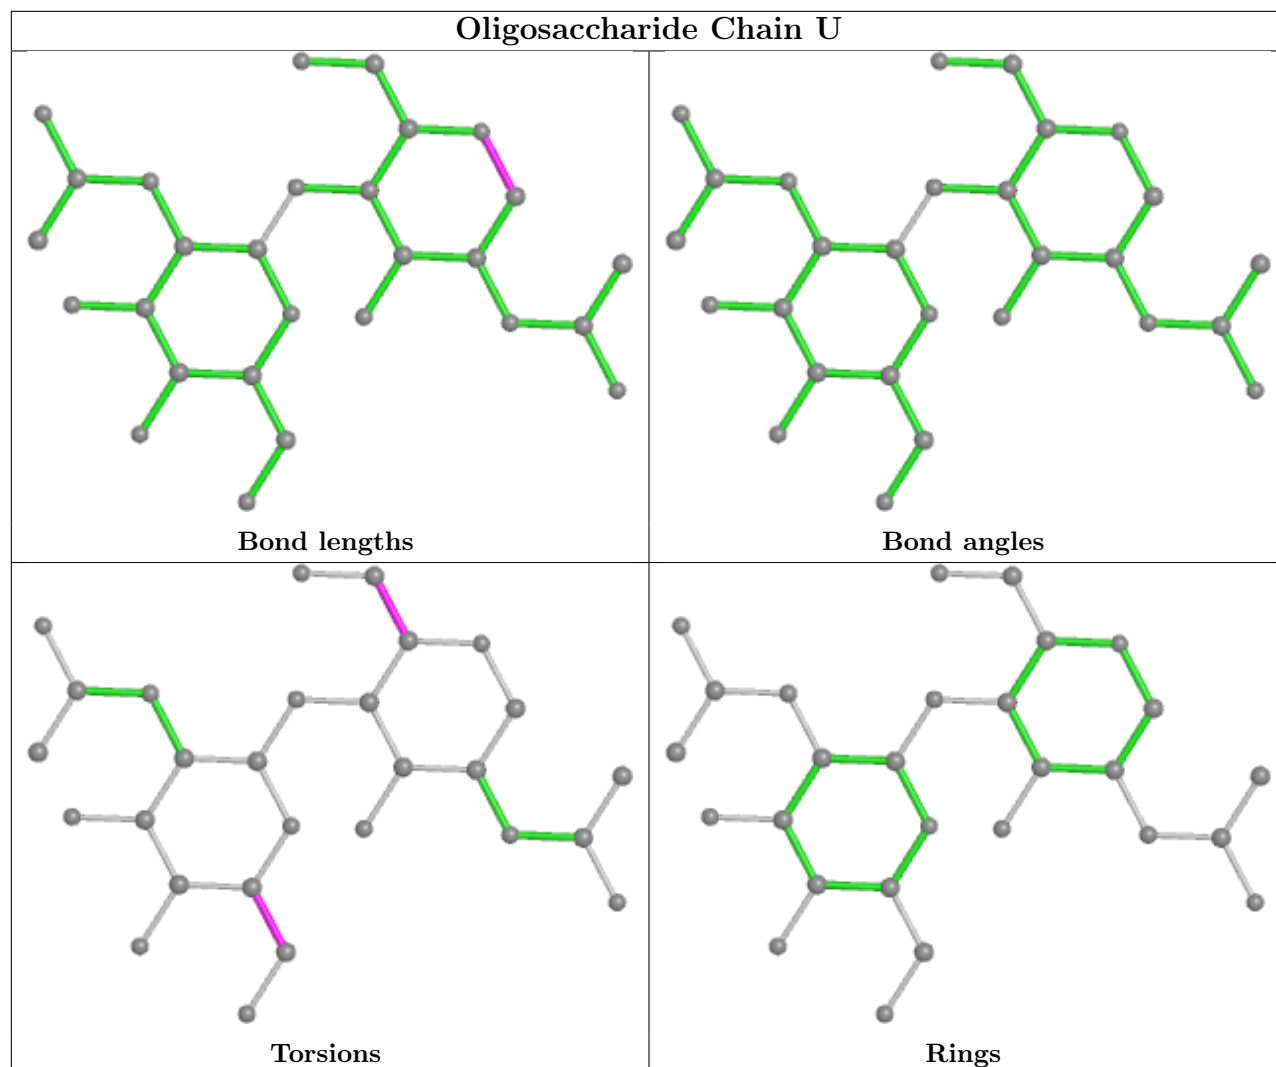 Oligosaccharide Chain U
Bond lengths
Bond angles
Torsions
Rings